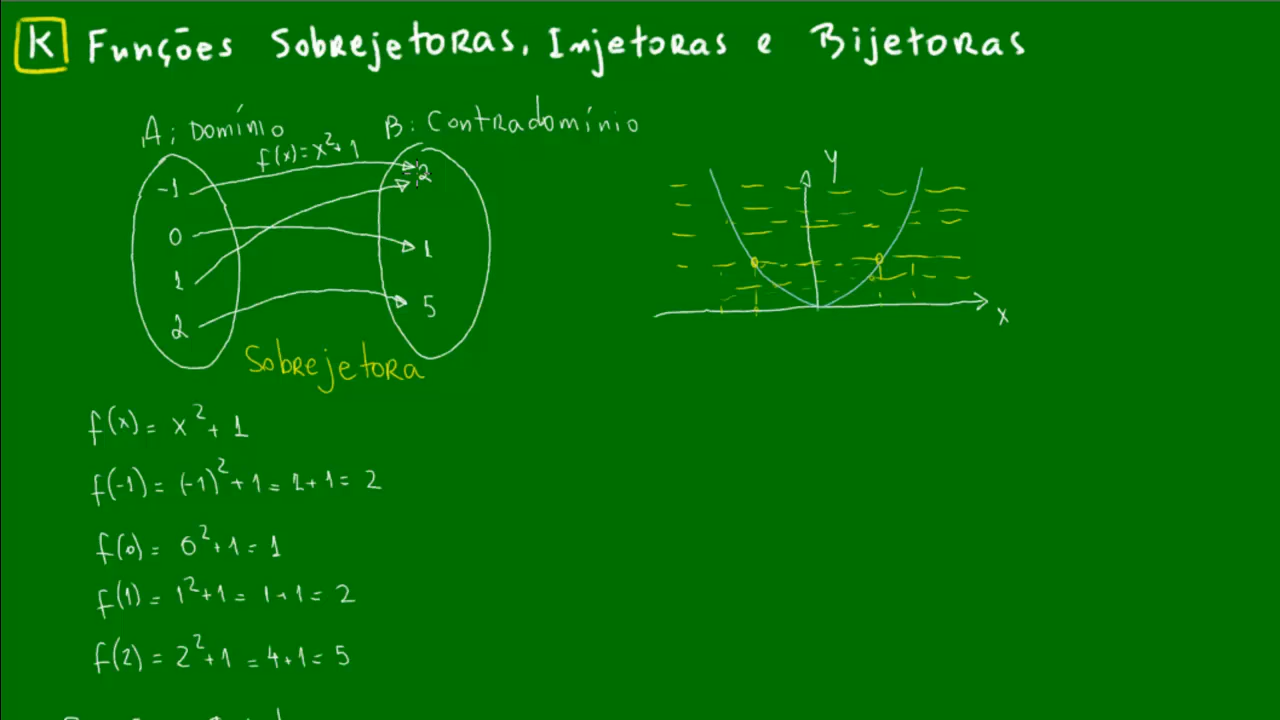 K Funções Sobrejetoras, Injetoras e Bijetoras
A: Domínio
B: Contradomínio
f(x) = x² + 1
-1
0
1
2
2
1
5
Sobrejetora
y
x
f(x) = x² + 1
f(-1) = (-1)² + 1 = 1 + 1 = 2
f(0) = 0² + 1 = 1
f(1) = 1² + 1 = 1 + 1 = 2
f(2) = 2² + 1 = 4 + 1 = 5